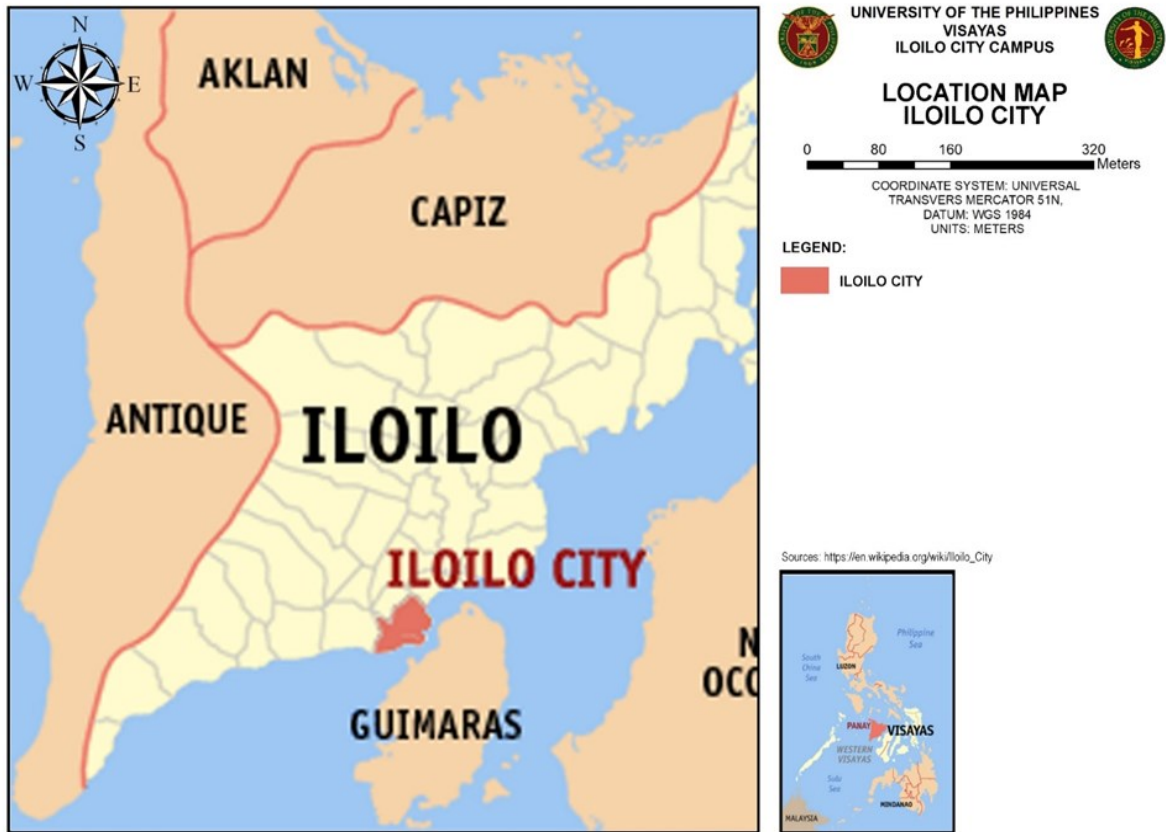 N
W
E
S
AKLAN
CAPIZ
ANTIQUE
ILOILO
ILOILO CITY
GUIMARAS
N
OCC
UNIVERSITY OF THE PHILIPPINES
VISAYAS
ILOILO CITY CAMPUS
LOCATION MAP
ILOILO CITY
0 80 160 320
Meters
COORDINATE SYSTEM: UNIVERSAL
TRANSVERS MERCATOR 51N,
DATUM: WGS 1984
UNITS: METERS
LEGEND:
ILOILO CITY
Sources: https://en.wikipedia.org/wiki/Iloilo_City
Philippine
Sea
South
Chine
Sea
LUZON
PANAY
VISAYAS
WESTERN
VISAYAS
Sulu
Sea
MINDANAO
MALAYSIA